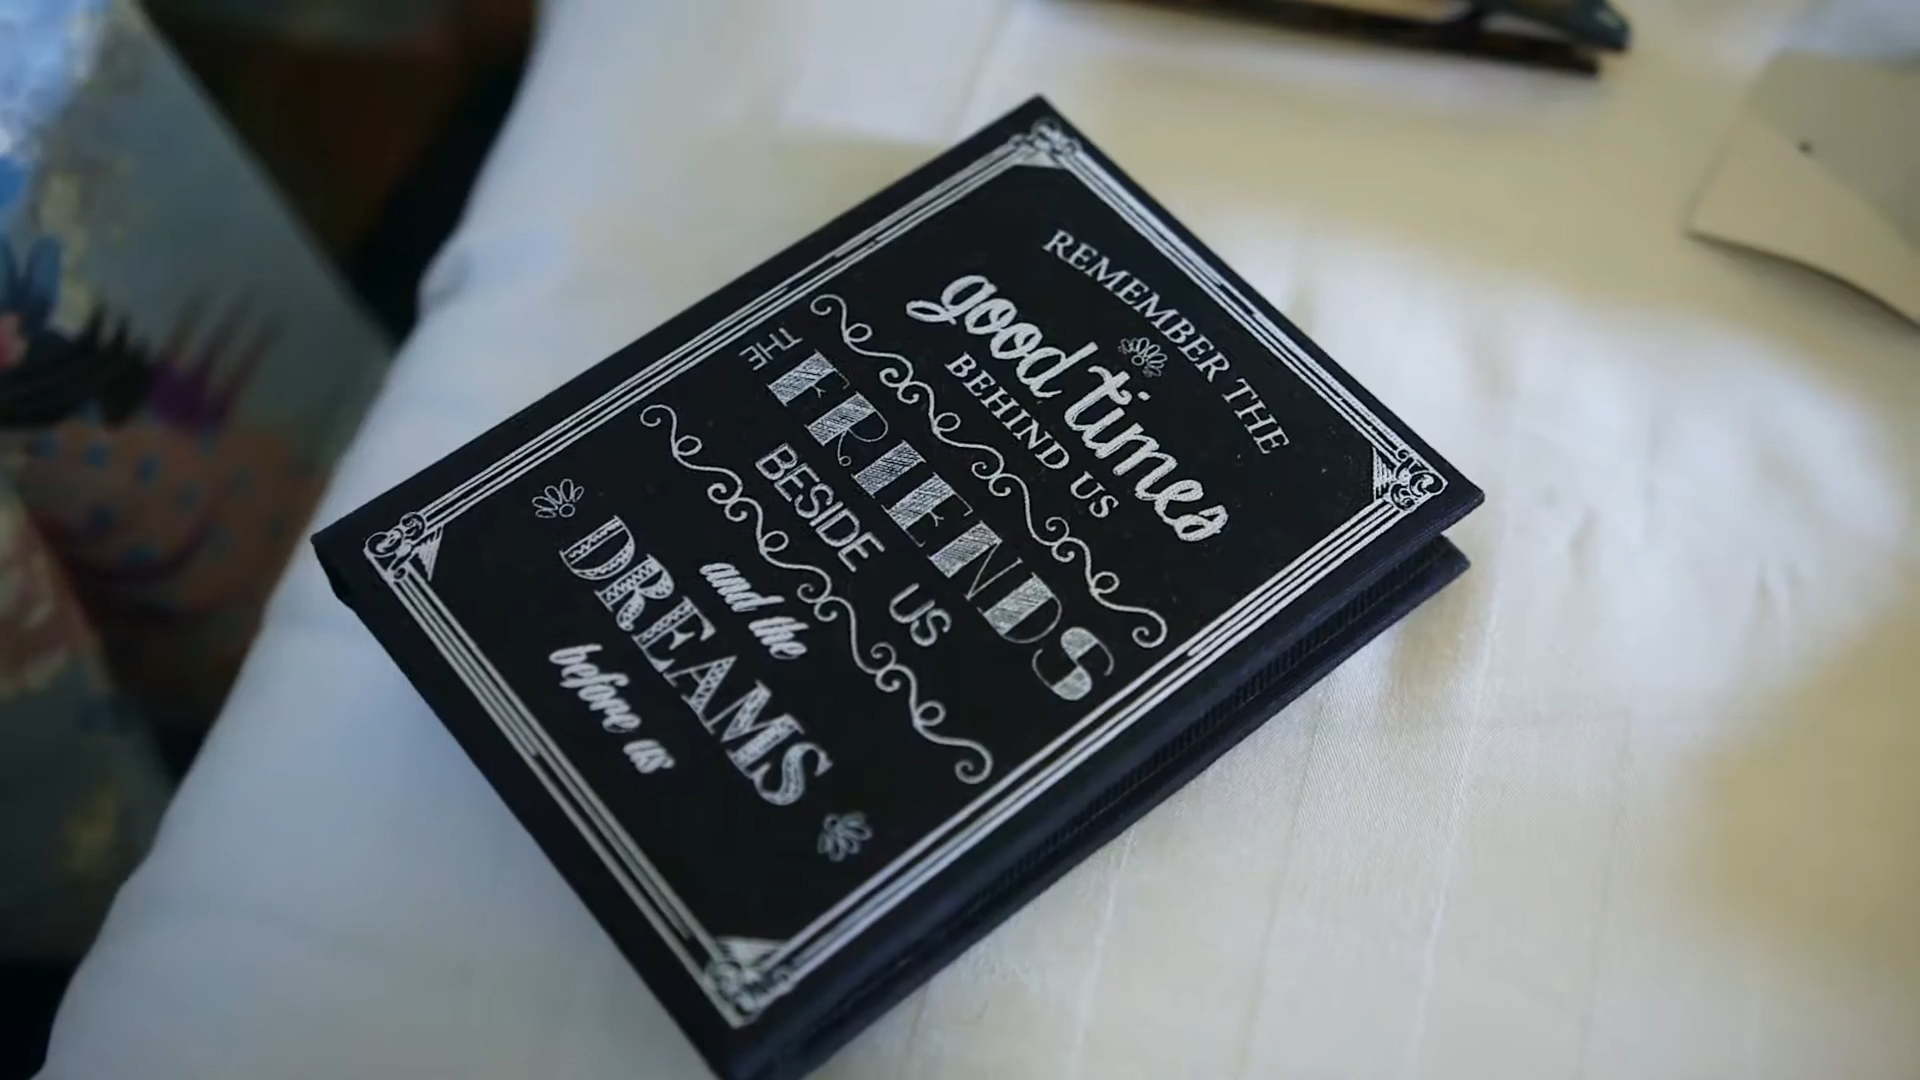 REMEMBER THE
good times
BEHIND US
THE
FRIENDS
BESIDE US
and the
DREAMS
before us